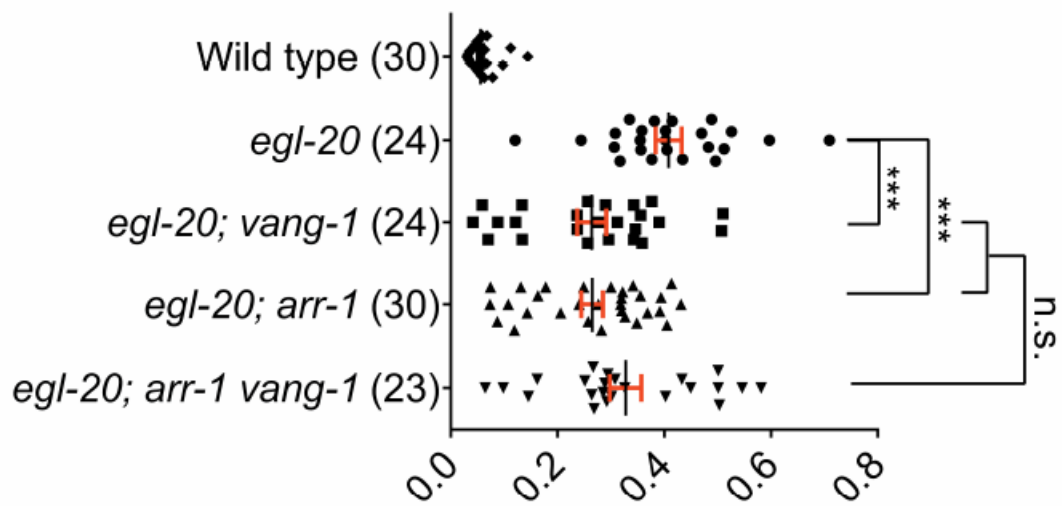 Wild type (30)
egl-20 (24)
egl-20; vang-1 (24)
egl-20; arr-1 (30)
egl-20; arr-1 vang-1 (23)
***
***
n.s.
0.0 0.2 0.4 0.6 0.8